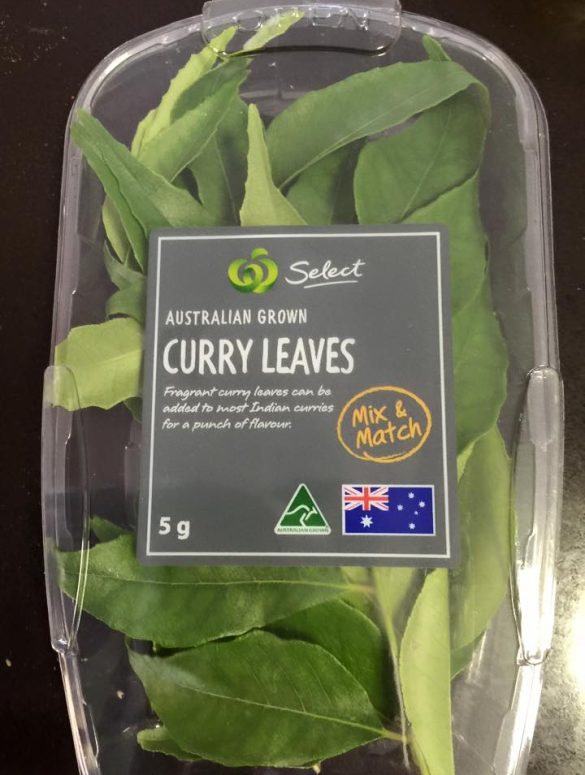 OPEN
Select
AUSTRALIAN GROWN
CURRY LEAVES
Fragrant curry leaves can be
added to most Indian curries
for a punch of flavour.
Mix &
Match
5 g
AUSTRALIAN GROWN